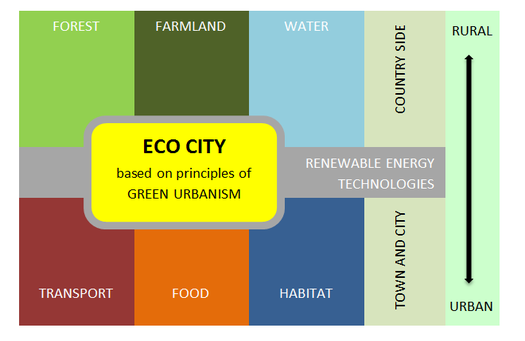 FOREST
FARMLAND
WATER
COUNTRY SIDE
RURAL
ECO CITY
based on principles of
GREEN URBANISM
RENEWABLE ENERGY
TECHNOLOGIES
TRANSPORT
FOOD
HABITAT
TOWN AND CITY
URBAN